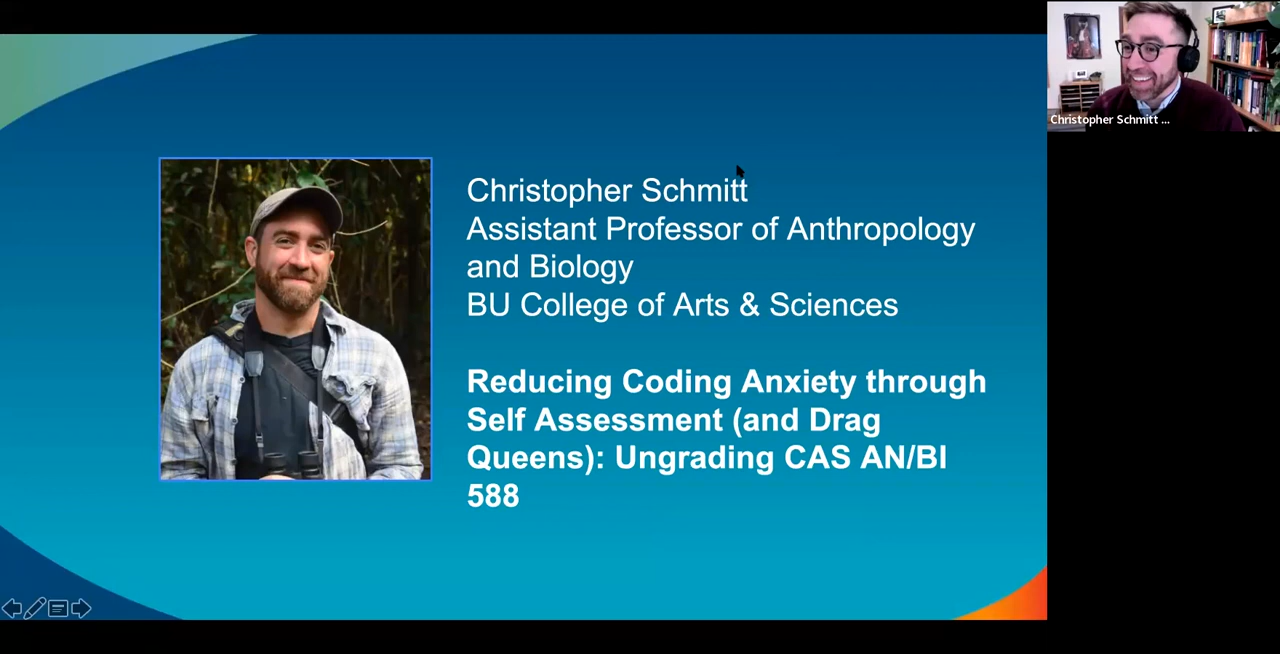 Christopher Schmitt ...
Christopher Schmitt
Assistant Professor of Anthropology
and Biology
BU College of Arts & Sciences
Reducing Coding Anxiety through
Self Assessment (and Drag
Queens): Ungrading CAS AN/BI
588